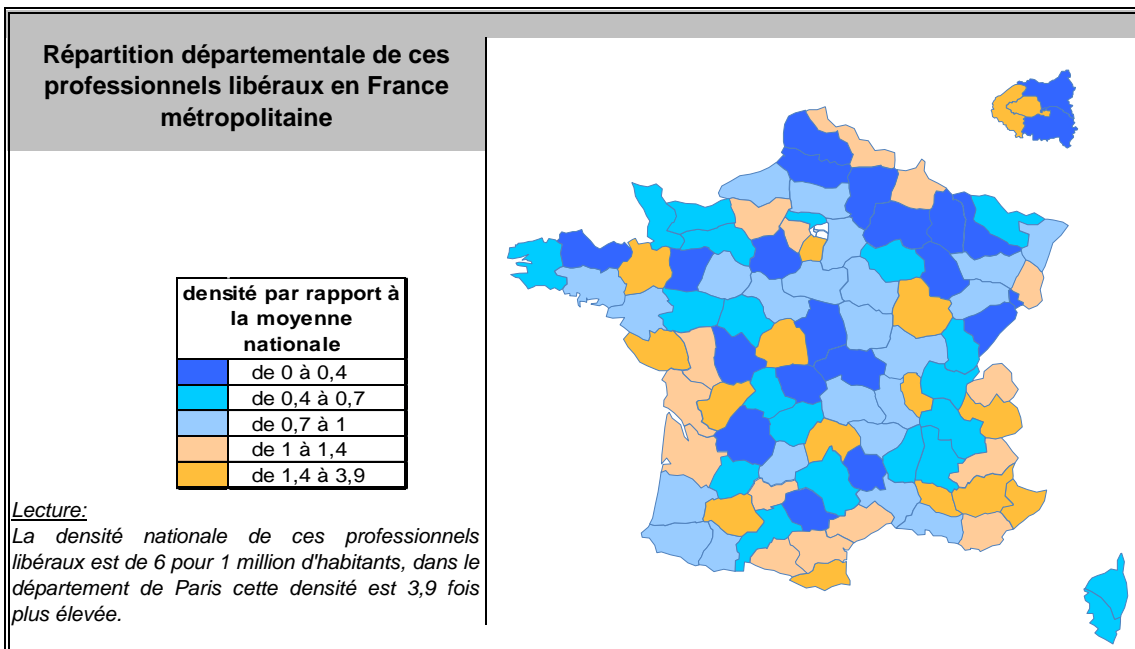 Répartition départementale de ces
professionnels libéraux en France
métropolitaine
densité par rapport à
la moyenne
nationale
de 0 à 0,4
de 0,4 à 0,7
de 0,7 à 1
de 1 à 1,4
de 1,4 à 3,9
Lecture:
La densité nationale de ces professionnels
libéraux est de 6 pour 1 million d'habitants, dans le
département de Paris cette densité est 3,9 fois
plus élevée.